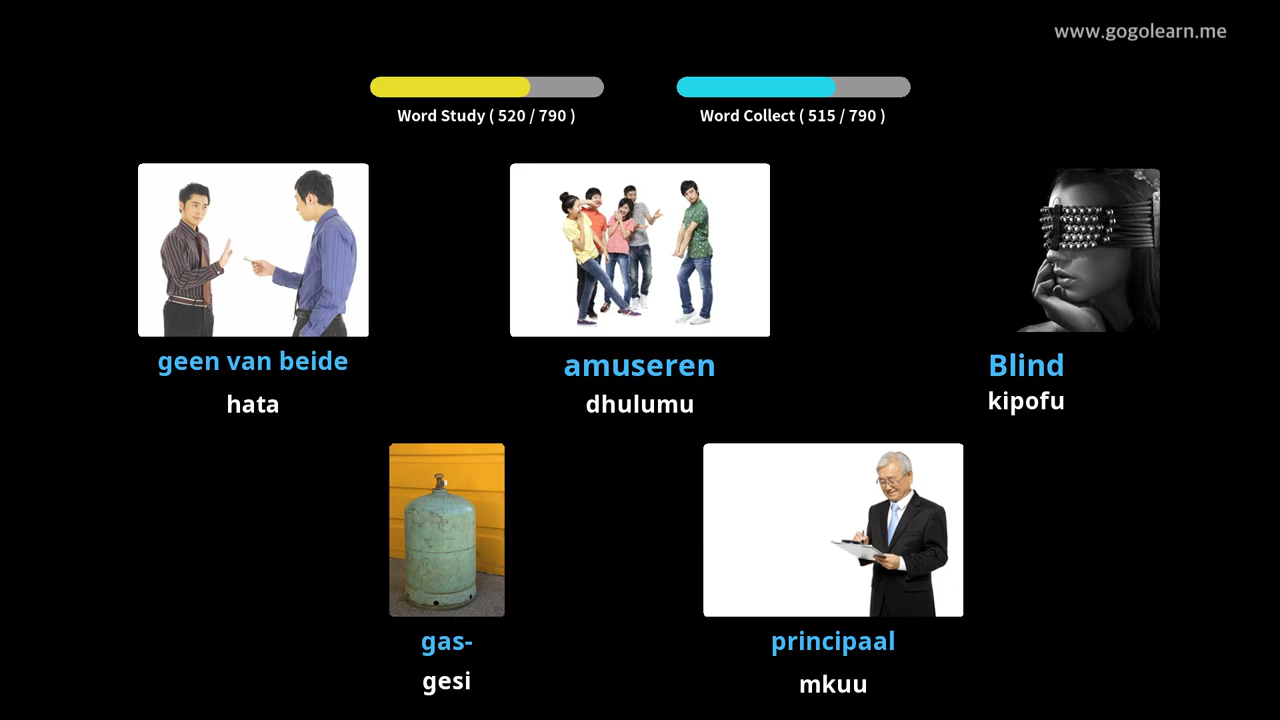 www.gogolearn.me
Word Study ( 520 / 790 )
Word Collect ( 515 / 790 )
geen van beide
hata
amuseren
dhulumu
Blind
kipofu
gas-
gesi
principaal
mkuu